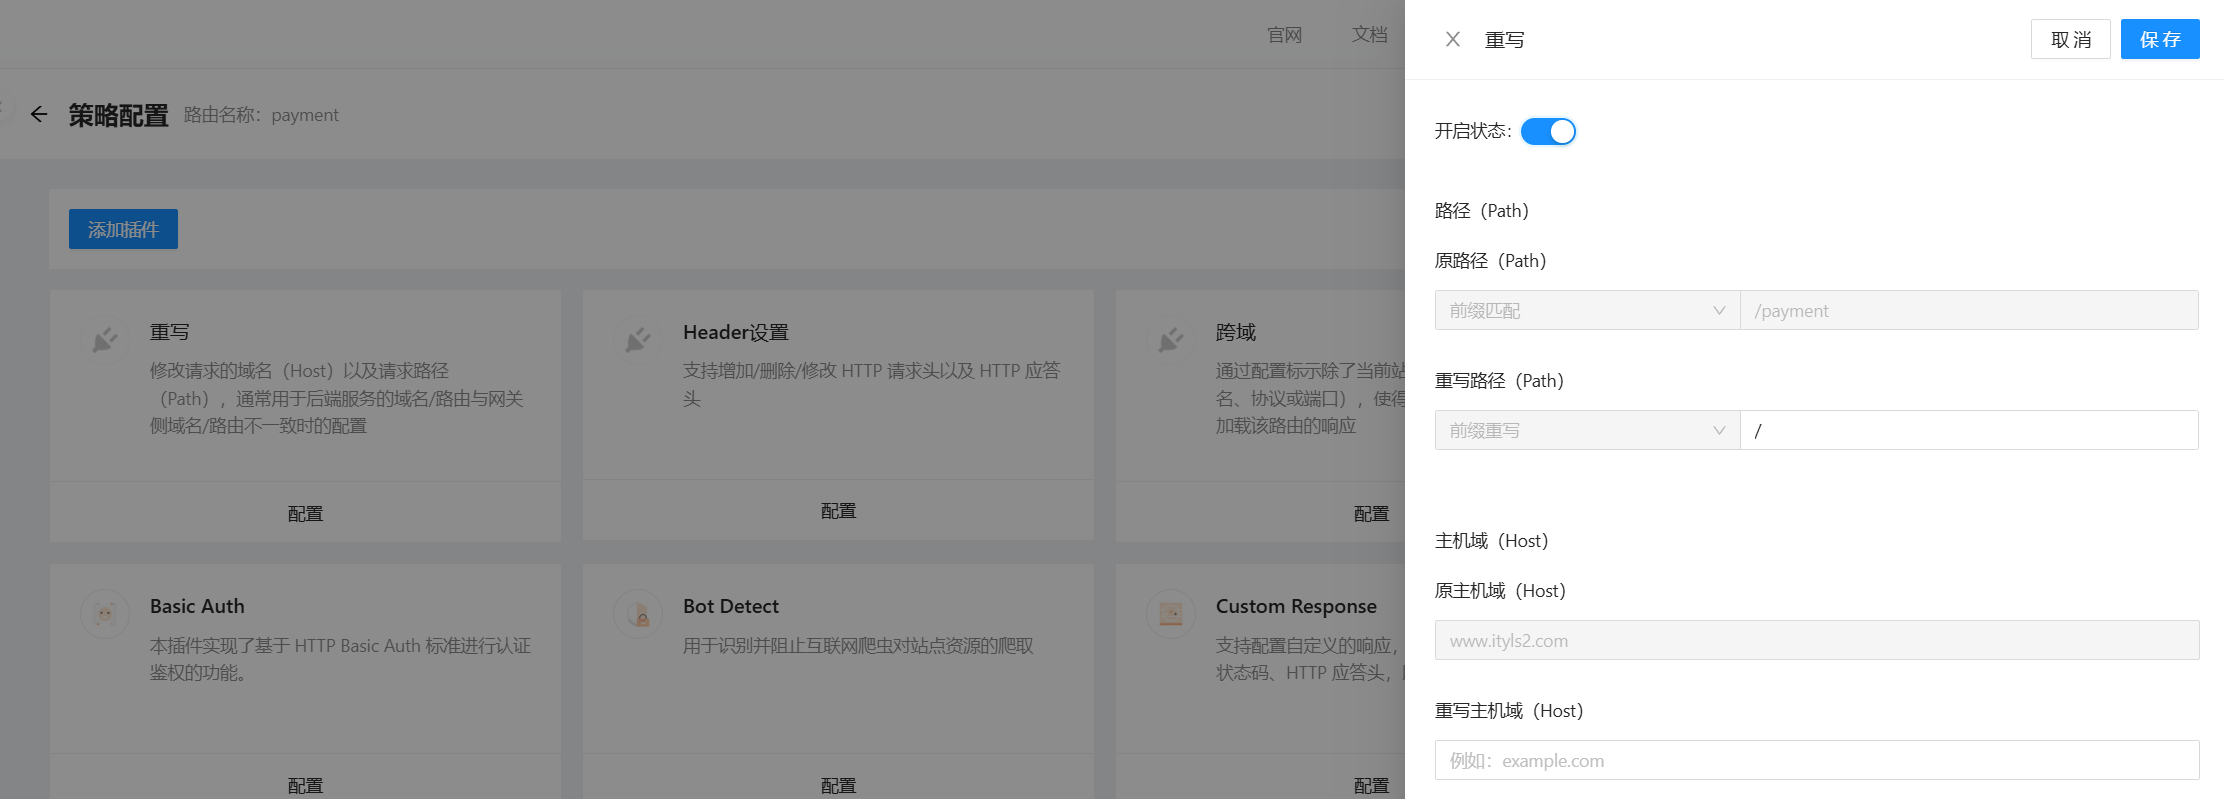 官网 文档
策略配置 路由名称：payment
添加插件
重写
修改请求的域名（Host）以及请求路径
（Path），通常用于后端服务的域名/路由与网关
侧域名/路由不一致时的配置
配置
Header设置
支持增加/删除/修改 HTTP 请求头以及 HTTP 应答
头
配置
跨域
通过配置标示除了当前站
名、协议或端口），使得
加载该路由的响应
配置
Basic Auth
本插件实现了基于 HTTP Basic Auth 标准进行认证
鉴权的功能。
配置
Bot Detect
用于识别并阻止互联网爬虫对站点资源的爬取
配置
Custom Response
支持配置自定义的响应，
状态码、HTTP 应答头，
配置
重写
取 消 保 存
开启状态：
路径（Path）
原路径（Path）
前缀匹配 /payment
重写路径（Path）
前缀重写 /
主机域（Host）
原主机域（Host）
www.ityls2.com
重写主机域（Host）
例如：example.com